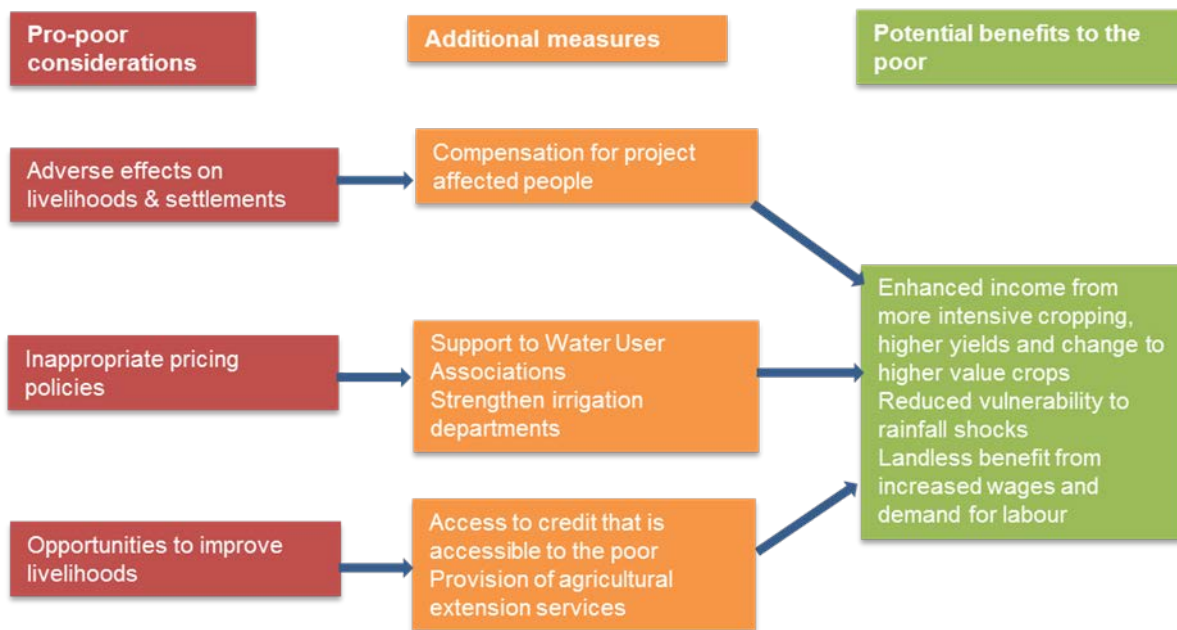 Pro-poor
considerations
Additional measures
Potential benefits to the
poor
Adverse effects on
livelihoods & settlements
Compensation for project
affected people
Inappropriate pricing
policies
Support to Water User
Associations
Strengthen irrigation
departments
Opportunities to improve
livelihoods
Access to credit that is
accessible to the poor
Provision of agricultural
extension services
Enhanced income from
more intensive cropping,
higher yields and change to
higher value crops
Reduced vulnerability to
rainfall shocks
Landless benefit from
increased wages and
demand for labour